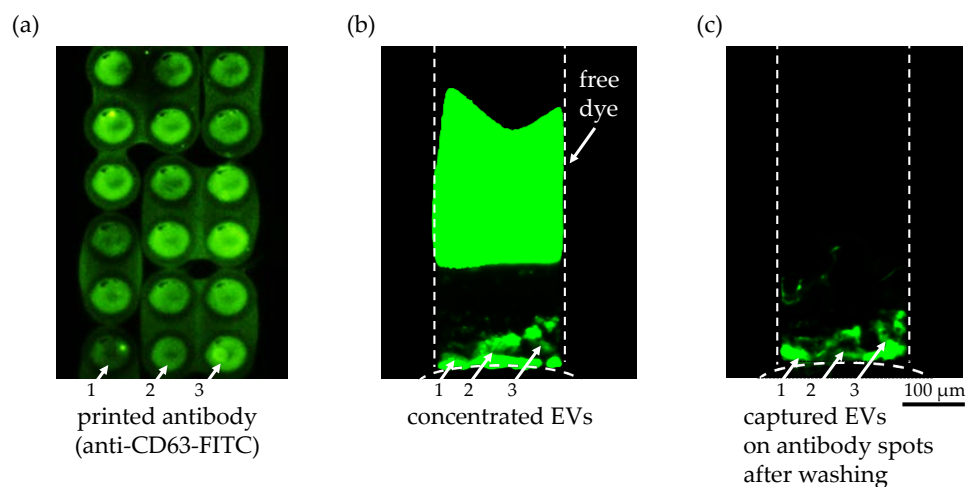 (a)
(b)
(c)
free
dye
1 2 3
1 2 3
1 2 3
100 µm
printed antibody
(anti-CD63-FITC)
concentrated EVs
captured EVs
on antibody spots
after washing